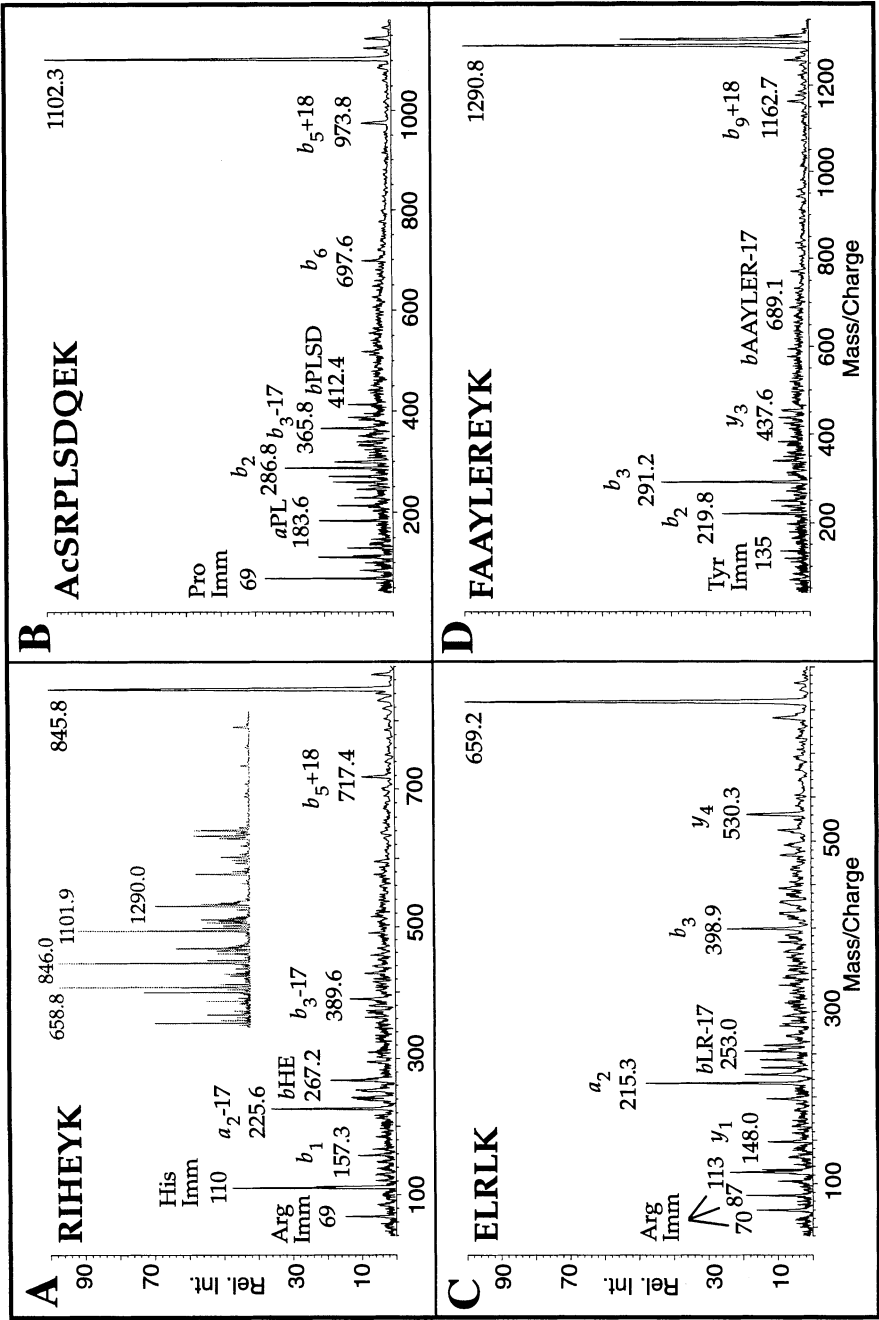 A
RIHEYK
845.8
658.8
846.0
1101.9
1290.0
His
Imm
110
Arg
Imm
69
b1
157.3
a2-17
225.6
bHE
267.2
b3-17
389.6
b5+18
717.4
Rel. Int.
90
70
30
10
100
300
500
700
B
AcSRPLSDQEK
1102.3
Pro
Imm
69
aPL
183.6
b2
286.8
b3-17
365.8
bPLSD
412.4
b6
697.6
b5+18
973.8
200
400
600
800
1000
C
ELRLK
659.2
Arg
Imm
70
87
113
y1
148.0
a2
215.3
bLR-17
253.0
b3
398.9
y4
530.3
Rel. Int.
90
70
30
10
100
300
500
Mass/Charge
D
FAAYLEREYK
1290.8
Tyr
Imm
135
b2
219.8
b3
291.2
y3
437.6
bAAYLER-17
689.1
b9+18
1162.7
200
400
600
800
1000
1200
Mass/Charge